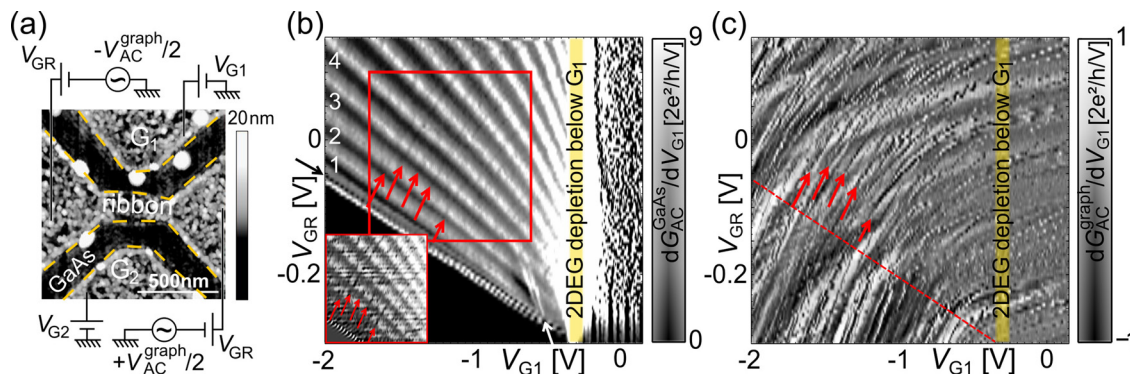 (a)
-V_AC^graph/2
V_GR
V_G1
20nm
G_1
ribbon
GaAs
G_2
500nm
V_G2
V_GR
+V_AC^graph/2
(b)
4
3
2
1
0
-0.2
V_GR [V]
2DEG depletion below G_1
-2
-1
V_G1 [V]
0
9
0
dG_AC^GaAs/dV_G1 [2e²/h/V]
(c)
0
-0.2
V_GR [V]
2DEG depletion below G_1
-2
-1
V_G1 [V]
0
1
dG_AC^graph/dV_G1 [2e²/h/V]